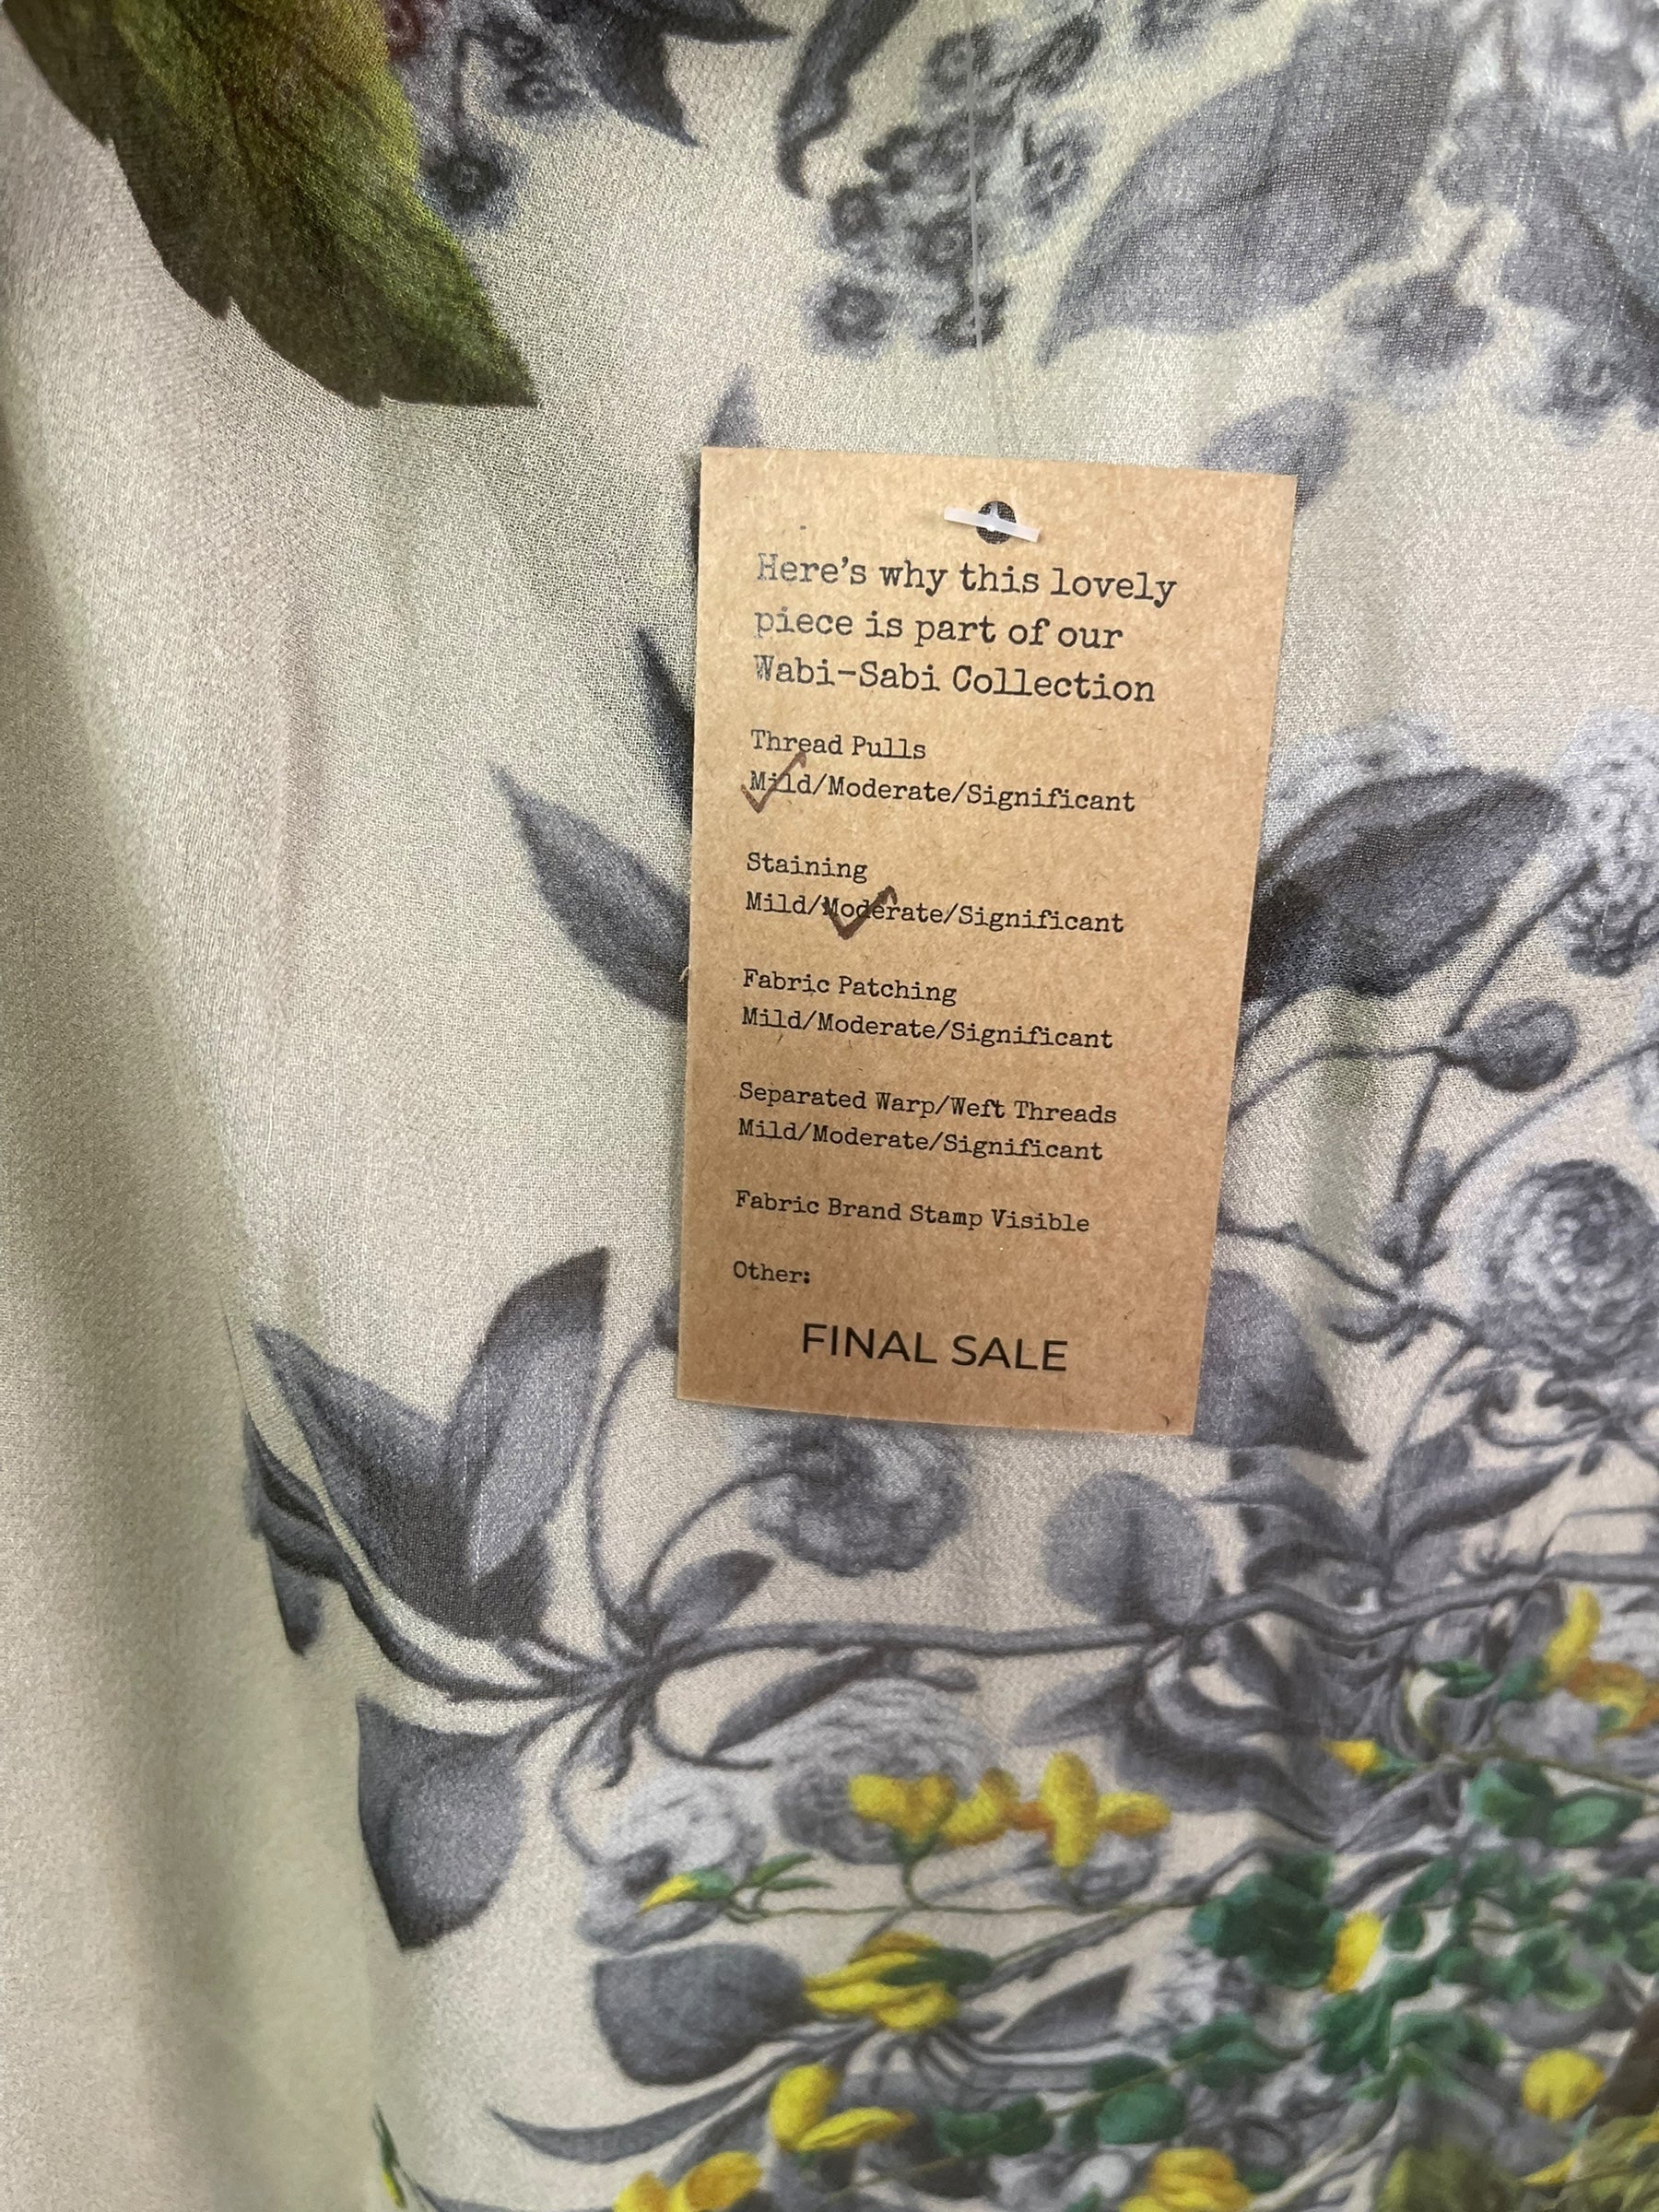 Here's why this lovely
piece is part of our
Wabi-Sabi Collection
Thread Pulls
Mild/Moderate/Significant
Staining
Mild/Moderate/Significant
Fabric Patching
Mild/Moderate/Significant
Separated Warp/Weft Threads
Mild/Moderate/Significant
Fabric Brand Stamp Visible
Other:
FINAL SALE